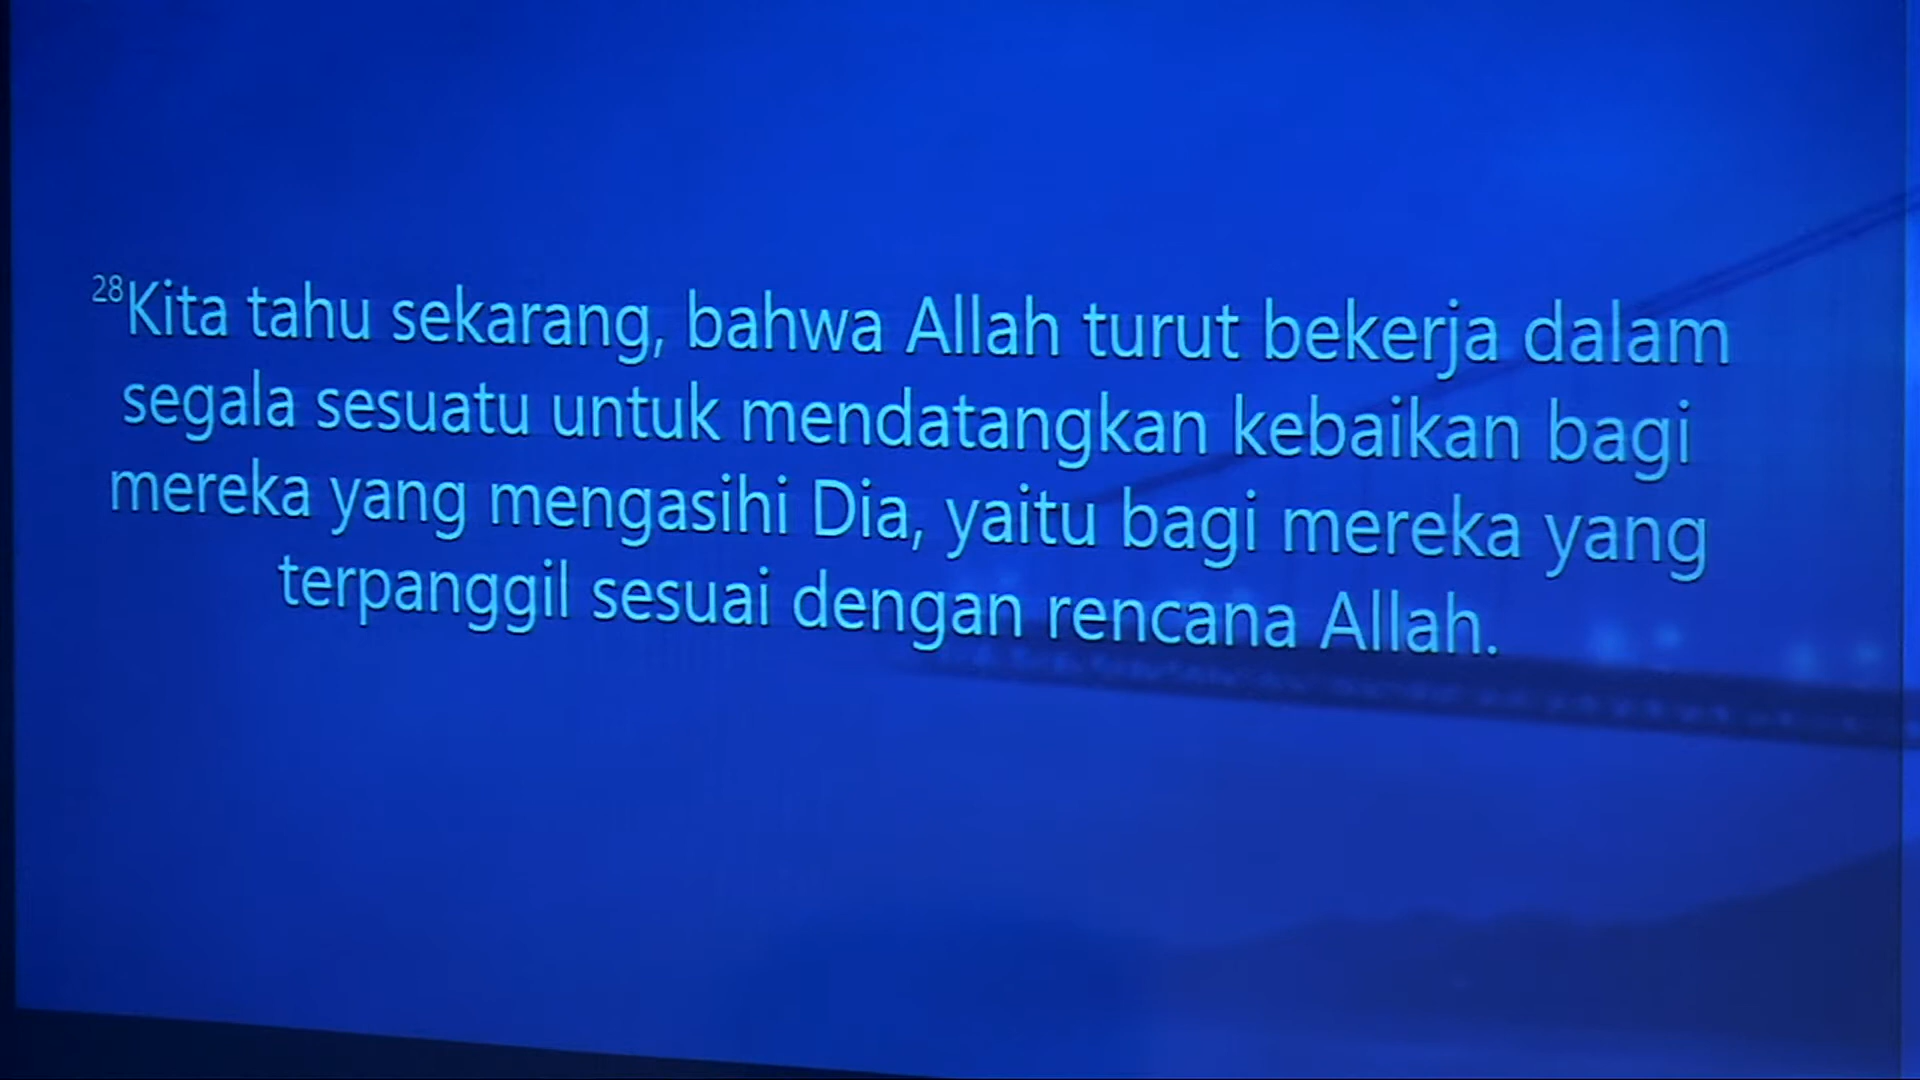 28Kita tahu sekarang, bahwa Allah turut bekerja dalam
segala sesuatu untuk mendatangkan kebaikan bagi
mereka yang mengasihi Dia, yaitu bagi mereka yang
terpanggil sesuai dengan rencana Allah.